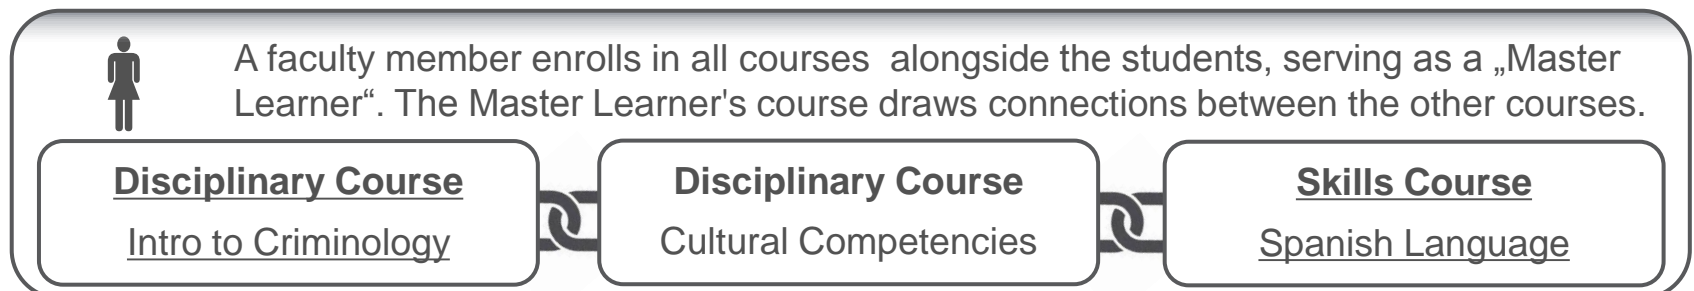 A faculty member enrolls in all courses alongside the students, serving as a „Master
Learner“. The Master Learner's course draws connections between the other courses.
Disciplinary Course
Intro to Criminology
Disciplinary Course
Cultural Competencies
Skills Course
Spanish Language